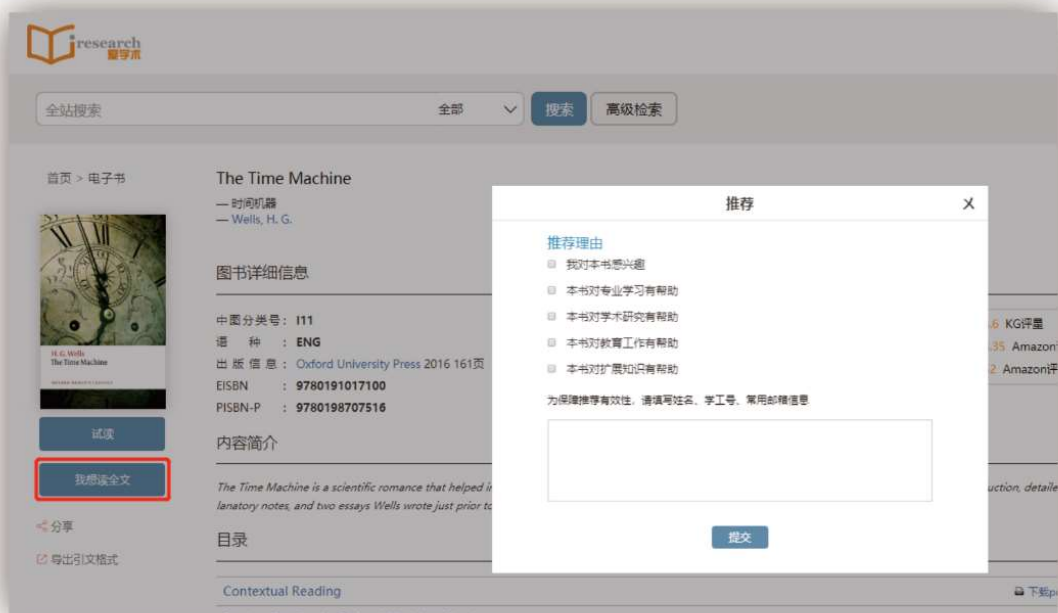 iresearch
爱学术
全站搜索 全部 搜索 高级检索
首页 > 电子书
The Time Machine
— 时间机器
— Wells, H. G.
图书详细信息
中图分类号: I11
语 种 : ENG
出 版 信 息 : Oxford University Press 2016 161页
EISBN : 9780191017100
PISBN-P : 9780198707516
内容简介
The Time Machine is a scientific romance that helped
lanatory notes, and two essays Wells wrote just prior
目录
Contextual Reading
H. G. Wells
The Time Machine
试读
我想读全文
分享
导出引文格式
推荐 X
推荐理由
我对本书感兴趣
本书对专业学习有帮助
本书对学术研究有帮助
本书对教育工作有帮助
本书对扩展知识有帮助
为保障推荐有效性，请填写姓名、学工号、常用邮箱信息
提交
.6 KG评星
.35 Amazon
2 Amazon评
uction, detaile
下载p